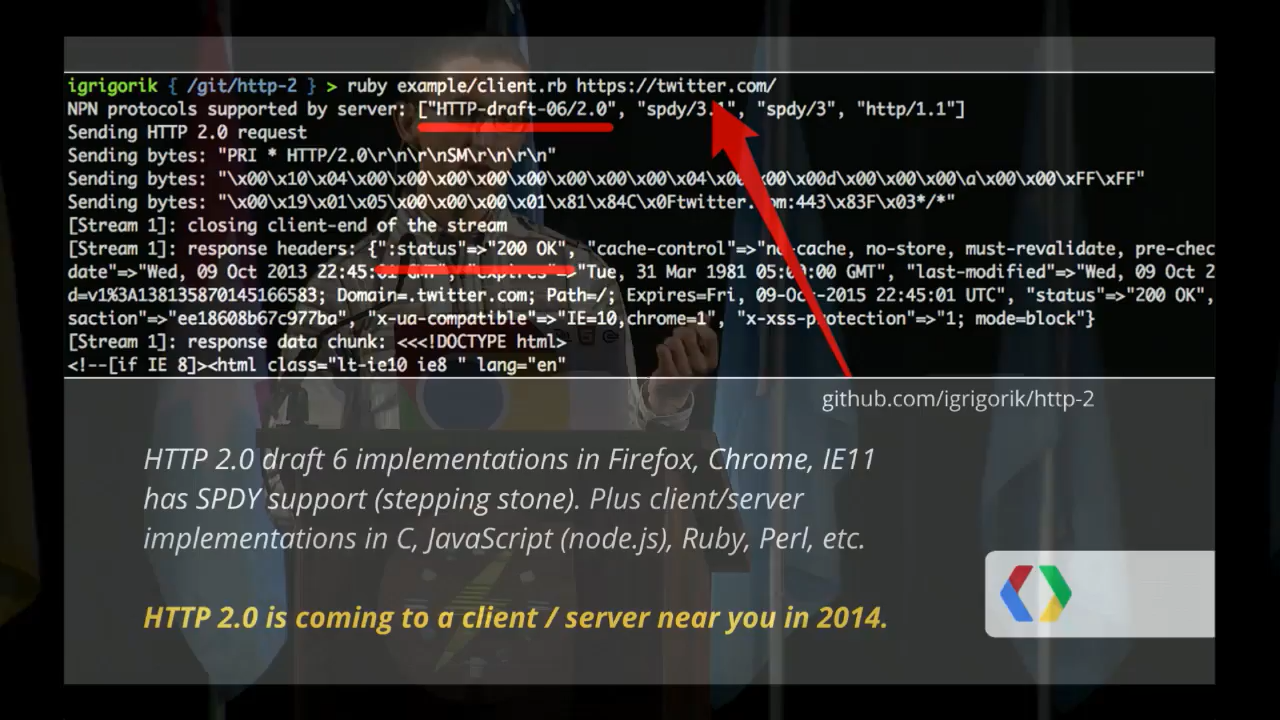 igrigorik { /git/http-2 } > ruby example/client.rb https://twitter.com/
NPN protocols supported by server: ["HTTP-draft-06/2.0", "spdy/3.1", "spdy/3", "http/1.1"]
Sending HTTP 2.0 request
Sending bytes: "PRI * HTTP/2.0\r\n\r\nSM\r\n\r\n"
Sending bytes: "\x00\x10\x04\x00\x00\x00\x00\x00\x00\x00\x00\x04\x00\x00\x00d\x00\x00\x00\a\x00\x00\xFF\xFF"
Sending bytes: "\x00\x19\x01\x05\x00\x00\x00\x01\x81\x84C\x0Ftwitter.com:443\x83F\x03*/*"
[Stream 1]: closing client-end of the stream
[Stream 1]: response headers: {":status"=>"200 OK", "cache-control"=>"no-cache, no-store, must-revalidate, pre-chec
date"=>"Wed, 09 Oct 2013 22:45:01 GMT", "expires"=>"Tue, 31 Mar 1981 05:00:00 GMT", "last-modified"=>"Wed, 09 Oct 2
d=v1%3A138135870145166583; Domain=.twitter.com; Path=/; Expires=Fri, 09-Oct-2015 22:45:01 UTC", "status"=>"200 OK",
saction"=>"ee18608b67c977ba", "x-ua-compatible"=>"IE=10,chrome=1", "x-xss-protection"=>"1; mode=block"}
[Stream 1]: response data chunk: <<<!DOCTYPE html>
<!--[if IE 8]><html class="lt-ie10 ie8 " lang="en"
github.com/igrigorik/http-2
HTTP 2.0 draft 6 implementations in Firefox, Chrome, IE11
has SPDY support (stepping stone). Plus client/server
implementations in C, JavaScript (node.js), Ruby, Perl, etc.
HTTP 2.0 is coming to a client / server near you in 2014.